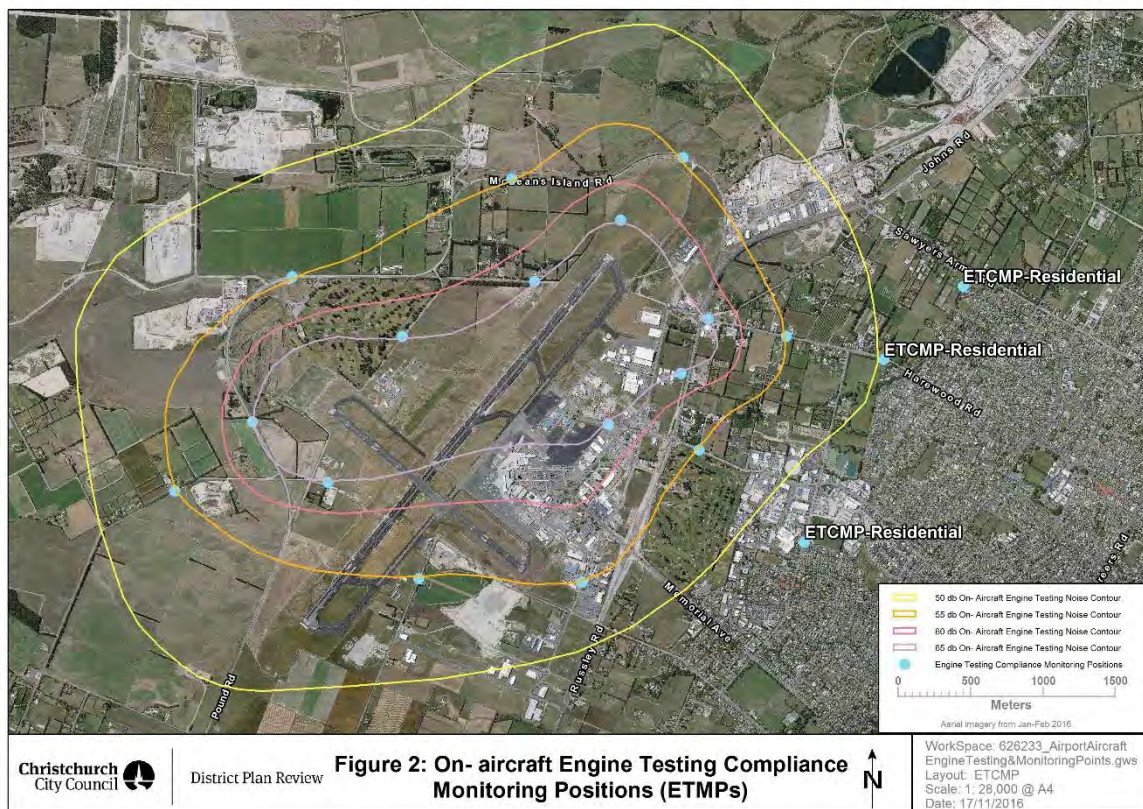 McLeans Island Rd
Johns Rd
Sawyers Arm
ETCMP-Residential
ETCMP-Residential
Harewood Rd
ETCMP-Residential
Memorial Ave
Russley Rd
Pound Rd
reers Rd
50 db On- Aircraft Engine Testing Noise Contour
55 db On- Aircraft Engine Testing Noise Contour
60 db On- Aircraft Engine Testing Noise Contour
65 db On- Aircraft Engine Testing Noise Contour
Engine Testing Compliance Monitoring Positions
0 500 1000 1500
Meters
Aerial imagery from Jan-Feb 2016
Christchurch
City Council
District Plan Review
Figure 2: On- aircraft Engine Testing Compliance
Monitoring Positions (ETMPs)
N
WorkSpace: 626233_AirportAircraft
EngineTesting&MonitoringPoints.gws
Layout: ETCMP
Scale: 1: 28,000 @ A4
Date: 17/11/2016